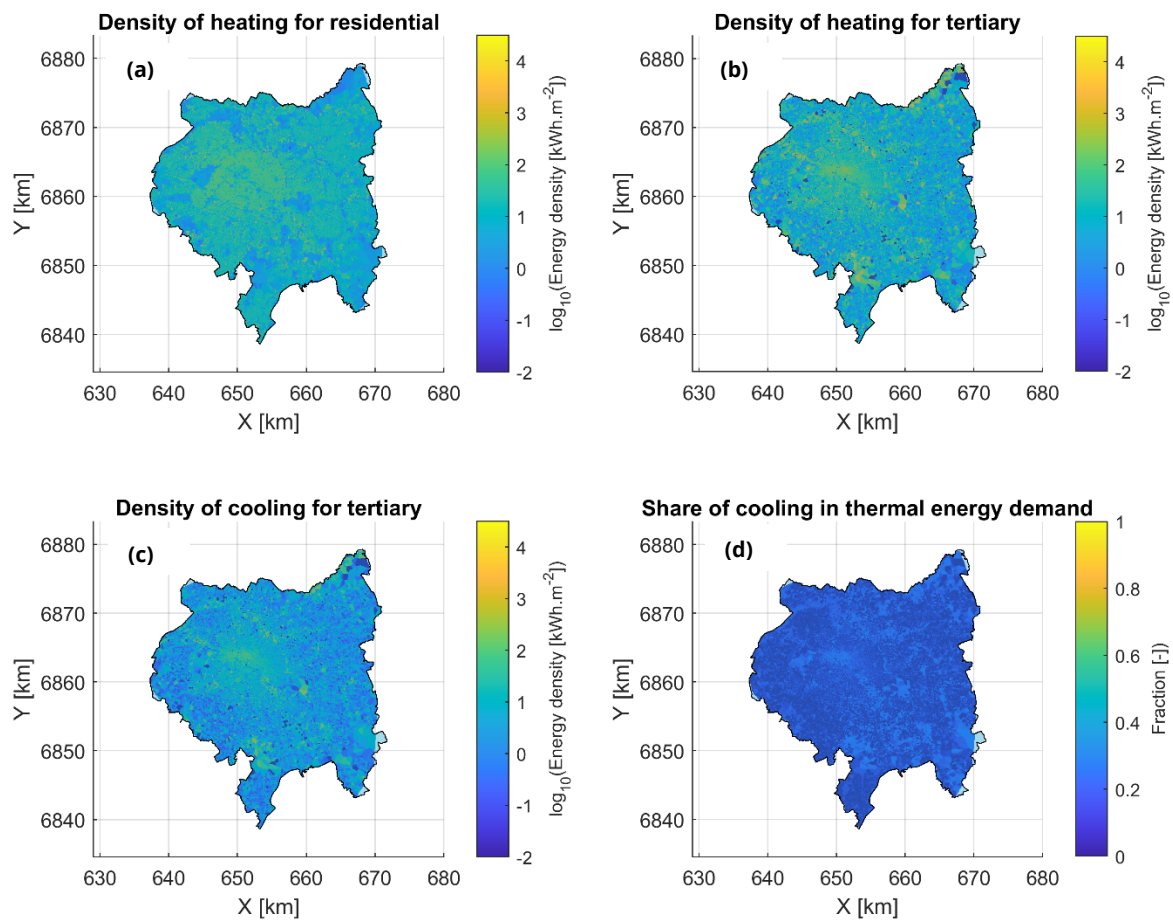 Density of heating for residential
(a)
6880
6870
6860
6850
6840
Y [km]
630 640 650 660 670 680
X [km]
4
3
2
1
0
-1
-2
log₁₀(Energy density [kWh.m⁻²])
Density of heating for tertiary
(b)
6880
6870
6860
6850
6840
Y [km]
630 640 650 660 670 680
X [km]
4
3
2
1
0
-1
-2
log₁₀(Energy density [kWh.m⁻²])
Density of cooling for tertiary
(c)
6880
6870
6860
6850
6840
Y [km]
630 640 650 660 670 680
X [km]
4
3
2
1
0
-1
-2
log₁₀(Energy density [kWh.m⁻²])
Share of cooling in thermal energy demand
(d)
6880
6870
6860
6850
6840
Y [km]
630 640 650 660 670 680
X [km]
1
0.8
0.6
0.4
0.2
0
Fraction [-]